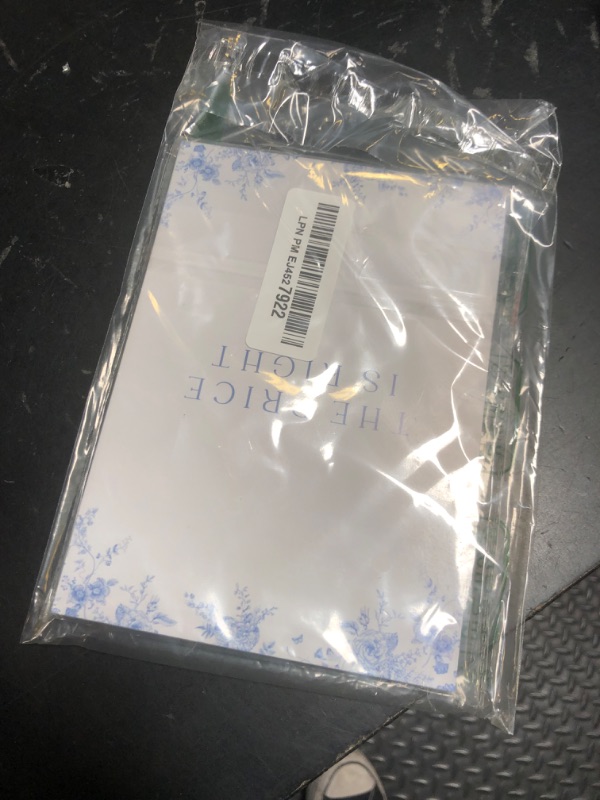 LPN PM EJ4527922
THE PRICE
IS RIGHT